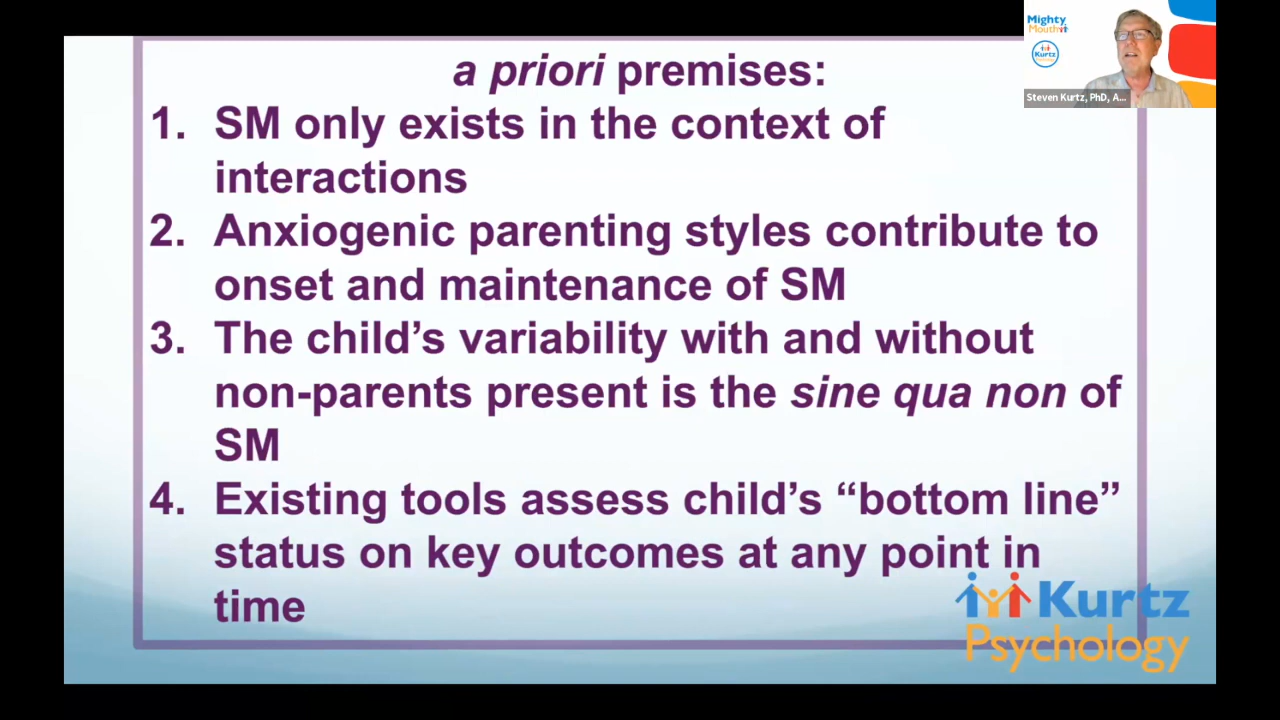 a priori premises:
1. SM only exists in the context of
interactions
2. Anxiogenic parenting styles contribute to
onset and maintenance of SM
3. The child’s variability with and without
non-parents present is the sine qua non of
SM
4. Existing tools assess child’s “bottom line”
status on key outcomes at any point in
time
Kurtz
Psychology
Mighty
Mouth
Kurtz
Steven Kurtz, PhD, A...